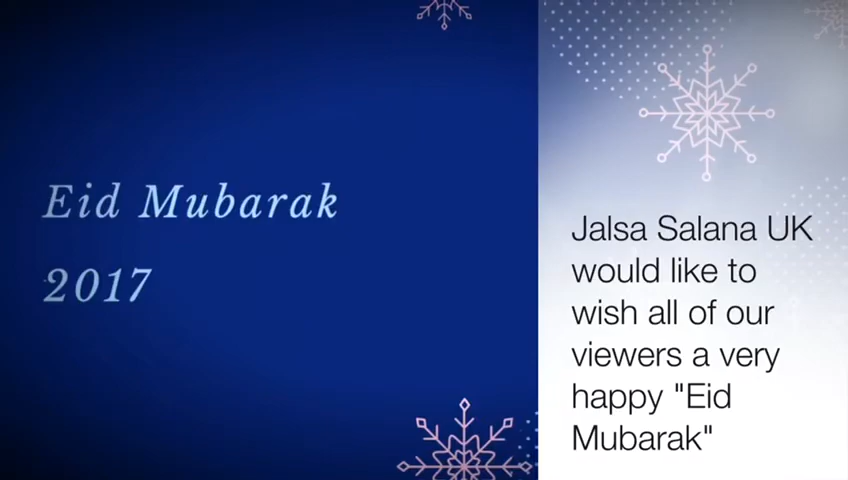 Eid Mubarak
2017
Jalsa Salana UK
would like to
wish all of our
viewers a very
happy "Eid
Mubarak"